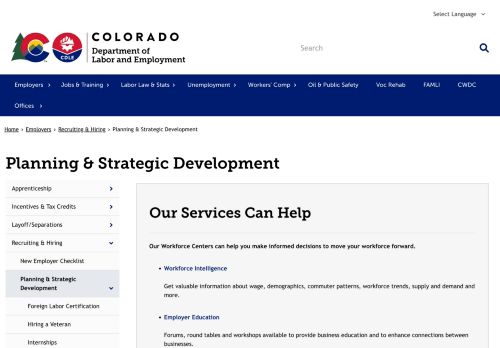 Select Language
COLORADO
Department of
Labor and Employment
CDLE
Search
Employers
Jobs & Training
Labor Law & Stats
Unemployment
Workers' Comp
Oil & Public Safety
Voc Rehab
FAMLI
CWDC
Offices
Home › Employers › Recruiting & Hiring › Planning & Strategic Development
Planning & Strategic Development
Apprenticeship
Incentives & Tax Credits
Layoff/Separations
Recruiting & Hiring
New Employer Checklist
Planning & Strategic
Development
Foreign Labor Certification
Hiring a Veteran
Internships
Our Services Can Help
Our Workforce Centers can help you make informed decisions to move your workforce forward.
• Workforce Intelligence
Get valuable information about wage, demographics, commuter patterns, workforce trends, supply and demand and
more.
• Employer Education
Forums, round tables and workshops available to provide business education and to enhance connections between
businesses.